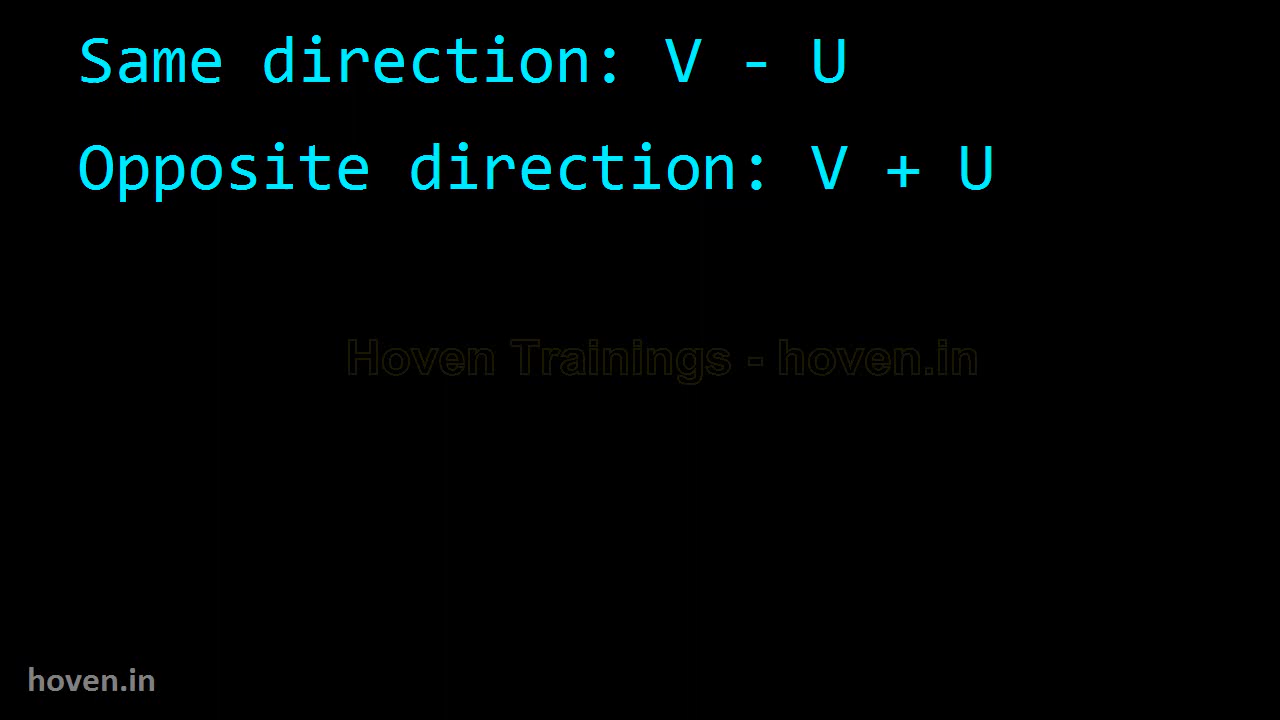 Same direction: V - U
Opposite direction: V + U
Hoven Trainings - hoven.in
hoven.in